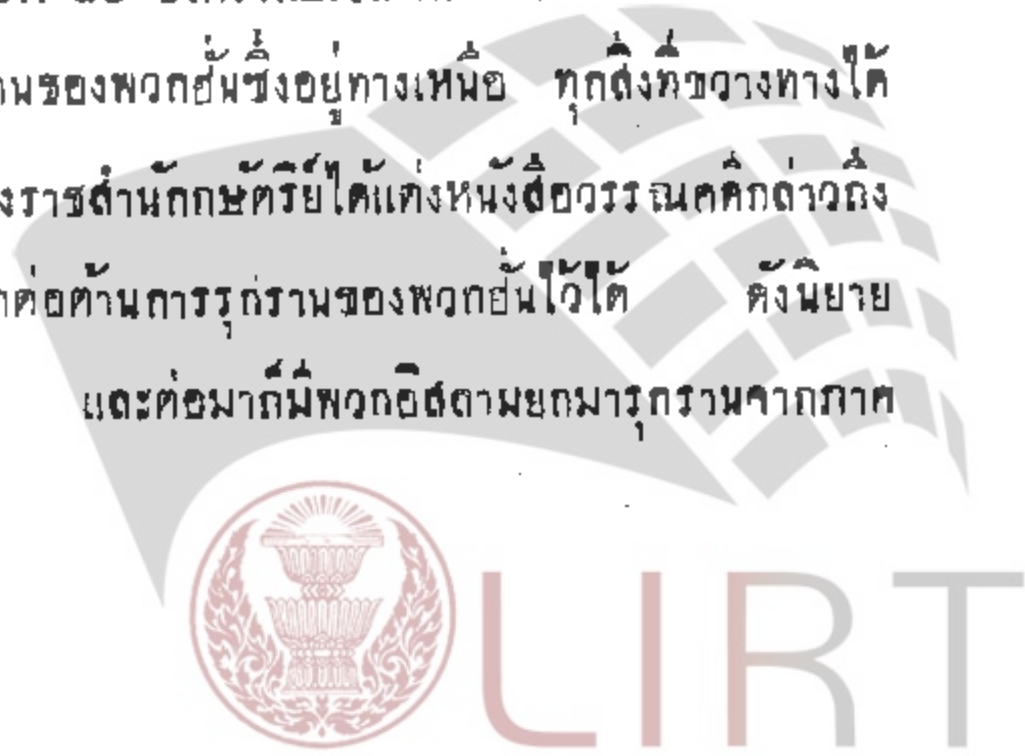 านของพวกฮั่นซึ่งอยู่ทางเหนือ ทุกสิ่งที่ขวางทางได้
งราชสำนักกษัตริย์ได้แต่งหนังสือวรรณคดีกล่าวถึง
ต่อต้านการรุกรานของพวกฮั่นไว้ได้ ดังนิยาย
และต่อมาก็มีพวกอิสลามยกมารุกรานจากภาค
LIRT